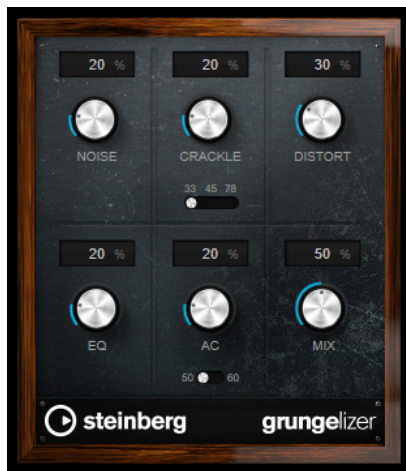 20 % 20 % 30 %
NOISE CRACKLE DISTORT
33 45 78
20 % 20 % 50 %
EQ AC MIX
50 60
steinberg grungelizer